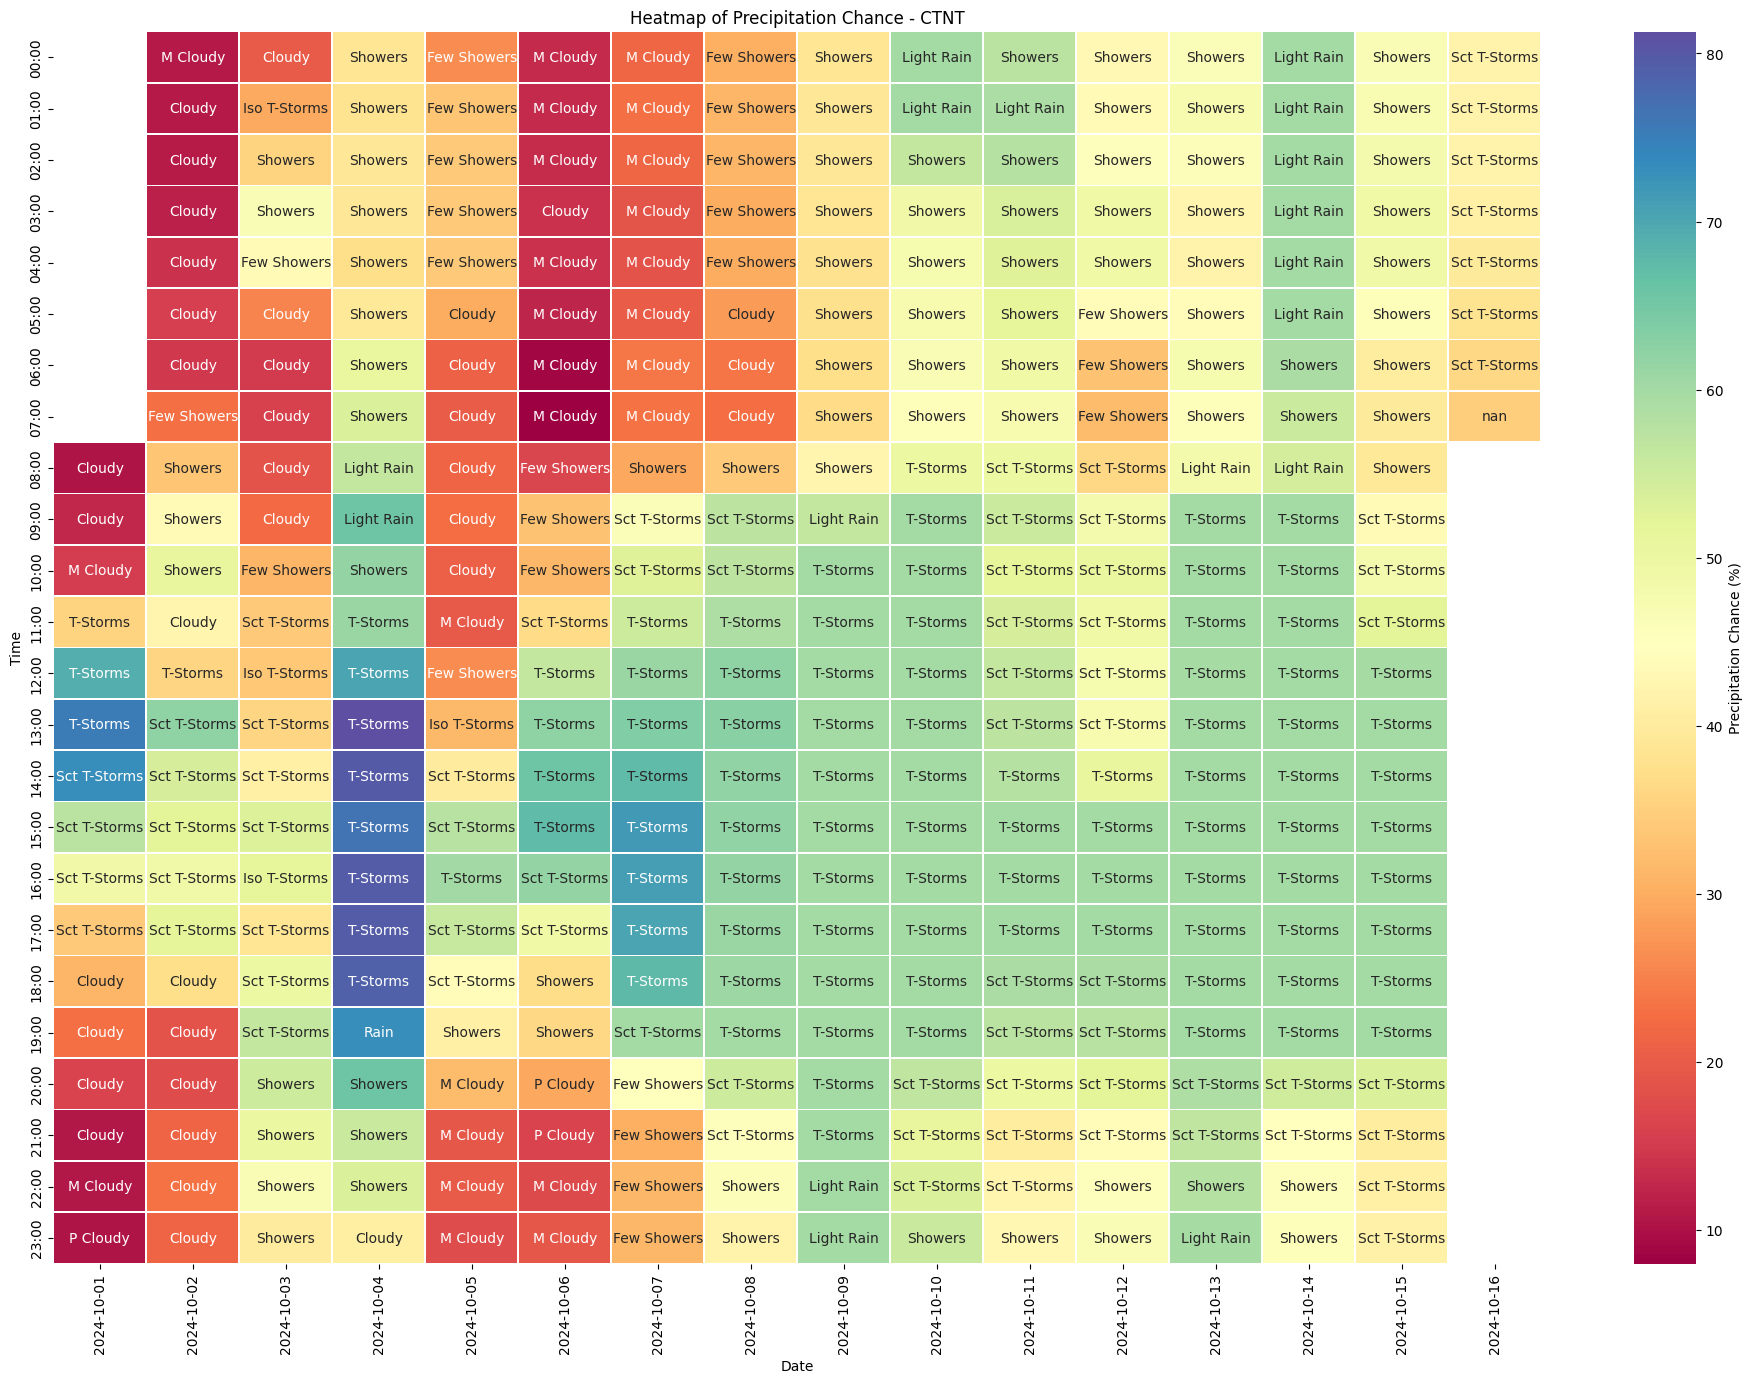 Heatmap of Precipitation Chance - CTNT
00:00 M Cloudy Cloudy Showers Few Showers M Cloudy M Cloudy Few Showers Showers Light Rain Showers Showers Showers Light Rain Showers Sct T-Storms
01:00 Cloudy Iso T-Storms Showers Few Showers M Cloudy M Cloudy Few Showers Showers Light Rain Light Rain Showers Showers Light Rain Showers Sct T-Storms
02:00 Cloudy Showers Showers Few Showers M Cloudy M Cloudy Few Showers Showers Showers Showers Showers Showers Light Rain Showers Sct T-Storms
03:00 Cloudy Showers Showers Few Showers Cloudy M Cloudy Few Showers Showers Showers Showers Showers Showers Light Rain Showers Sct T-Storms
04:00 Cloudy Few Showers Showers Few Showers M Cloudy M Cloudy Few Showers Showers Showers Showers Showers Showers Light Rain Showers Sct T-Storms
05:00 Cloudy Cloudy Showers Cloudy M Cloudy M Cloudy Cloudy Showers Showers Showers Few Showers Showers Light Rain Showers Sct T-Storms
06:00 Cloudy Cloudy Showers Cloudy M Cloudy M Cloudy Cloudy Showers Showers Showers Few Showers Showers Showers Showers Sct T-Storms
07:00 Few Showers Cloudy Showers Cloudy M Cloudy M Cloudy Cloudy Showers Showers Showers Few Showers Showers Showers Showers nan
08:00 Cloudy Showers Cloudy Light Rain Cloudy Few Showers Showers Showers Showers T-Storms Sct T-Storms Sct T-Storms Light Rain Light Rain Showers
09:00 Cloudy Showers Cloudy Light Rain Cloudy Few Showers Sct T-Storms Sct T-Storms Light Rain T-Storms Sct T-Storms Sct T-Storms T-Storms T-Storms Sct T-Storms
10:00 M Cloudy Showers Few Showers Showers Cloudy Few Showers Sct T-Storms Sct T-Storms T-Storms T-Storms Sct T-Storms Sct T-Storms T-Storms T-Storms Sct T-Storms
11:00 T-Storms Cloudy Sct T-Storms T-Storms M Cloudy Sct T-Storms T-Storms T-Storms T-Storms T-Storms Sct T-Storms Sct T-Storms T-Storms T-Storms Sct T-Storms
12:00 T-Storms T-Storms Iso T-Storms T-Storms Few Showers T-Storms T-Storms T-Storms T-Storms T-Storms Sct T-Storms Sct T-Storms T-Storms T-Storms T-Storms
13:00 T-Storms Sct T-Storms Sct T-Storms T-Storms Iso T-Storms T-Storms T-Storms T-Storms T-Storms T-Storms Sct T-Storms Sct T-Storms T-Storms T-Storms T-Storms
14:00 Sct T-Storms Sct T-Storms Sct T-Storms T-Storms Sct T-Storms T-Storms T-Storms T-Storms T-Storms T-Storms T-Storms T-Storms T-Storms T-Storms T-Storms
15:00 Sct T-Storms Sct T-Storms Sct T-Storms T-Storms Sct T-Storms T-Storms T-Storms T-Storms T-Storms T-Storms T-Storms T-Storms T-Storms T-Storms T-Storms
16:00 Sct T-Storms Sct T-Storms Iso T-Storms T-Storms T-Storms Sct T-Storms T-Storms T-Storms T-Storms T-Storms T-Storms T-Storms T-Storms T-Storms T-Storms
17:00 Sct T-Storms Sct T-Storms Sct T-Storms T-Storms Sct T-Storms Sct T-Storms T-Storms T-Storms T-Storms T-Storms T-Storms T-Storms T-Storms T-Storms T-Storms
18:00 Cloudy Cloudy Sct T-Storms T-Storms Sct T-Storms Showers T-Storms T-Storms T-Storms T-Storms Sct T-Storms Sct T-Storms T-Storms T-Storms T-Storms
19:00 Cloudy Cloudy Sct T-Storms Rain Showers Showers Sct T-Storms T-Storms T-Storms T-Storms Sct T-Storms Sct T-Storms T-Storms T-Storms T-Storms
20:00 Cloudy Cloudy Showers Showers M Cloudy P Cloudy Few Showers Sct T-Storms T-Storms Sct T-Storms Sct T-Storms Sct T-Storms Sct T-Storms Sct T-Storms Sct T-Storms
21:00 Cloudy Cloudy Showers Showers M Cloudy P Cloudy Few Showers Sct T-Storms T-Storms Sct T-Storms Sct T-Storms Sct T-Storms Sct T-Storms Sct T-Storms Sct T-Storms
22:00 M Cloudy Cloudy Showers Showers M Cloudy M Cloudy Few Showers Showers Light Rain Sct T-Storms Sct T-Storms Showers Showers Showers Sct T-Storms
23:00 P Cloudy Cloudy Showers Cloudy M Cloudy M Cloudy Few Showers Showers Light Rain Showers Showers Showers Light Rain Showers Sct T-Storms
Time
2024-10-01 2024-10-02 2024-10-03 2024-10-04 2024-10-05 2024-10-06 2024-10-07 2024-10-08 2024-10-09 2024-10-10 2024-10-11 2024-10-12 2024-10-13 2024-10-14 2024-10-15 2024-10-16
Date
80
70
60
50
40
30
20
10
Precipitation Chance (%)